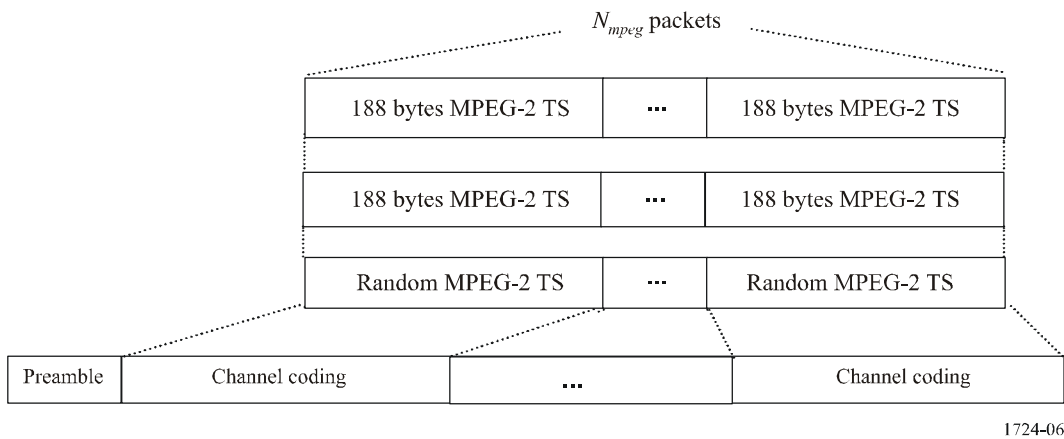 N_mpeg packets
188 bytes MPEG-2 TS ... 188 bytes MPEG-2 TS
188 bytes MPEG-2 TS ... 188 bytes MPEG-2 TS
Random MPEG-2 TS ... Random MPEG-2 TS
Preamble Channel coding ... Channel coding
1724-06